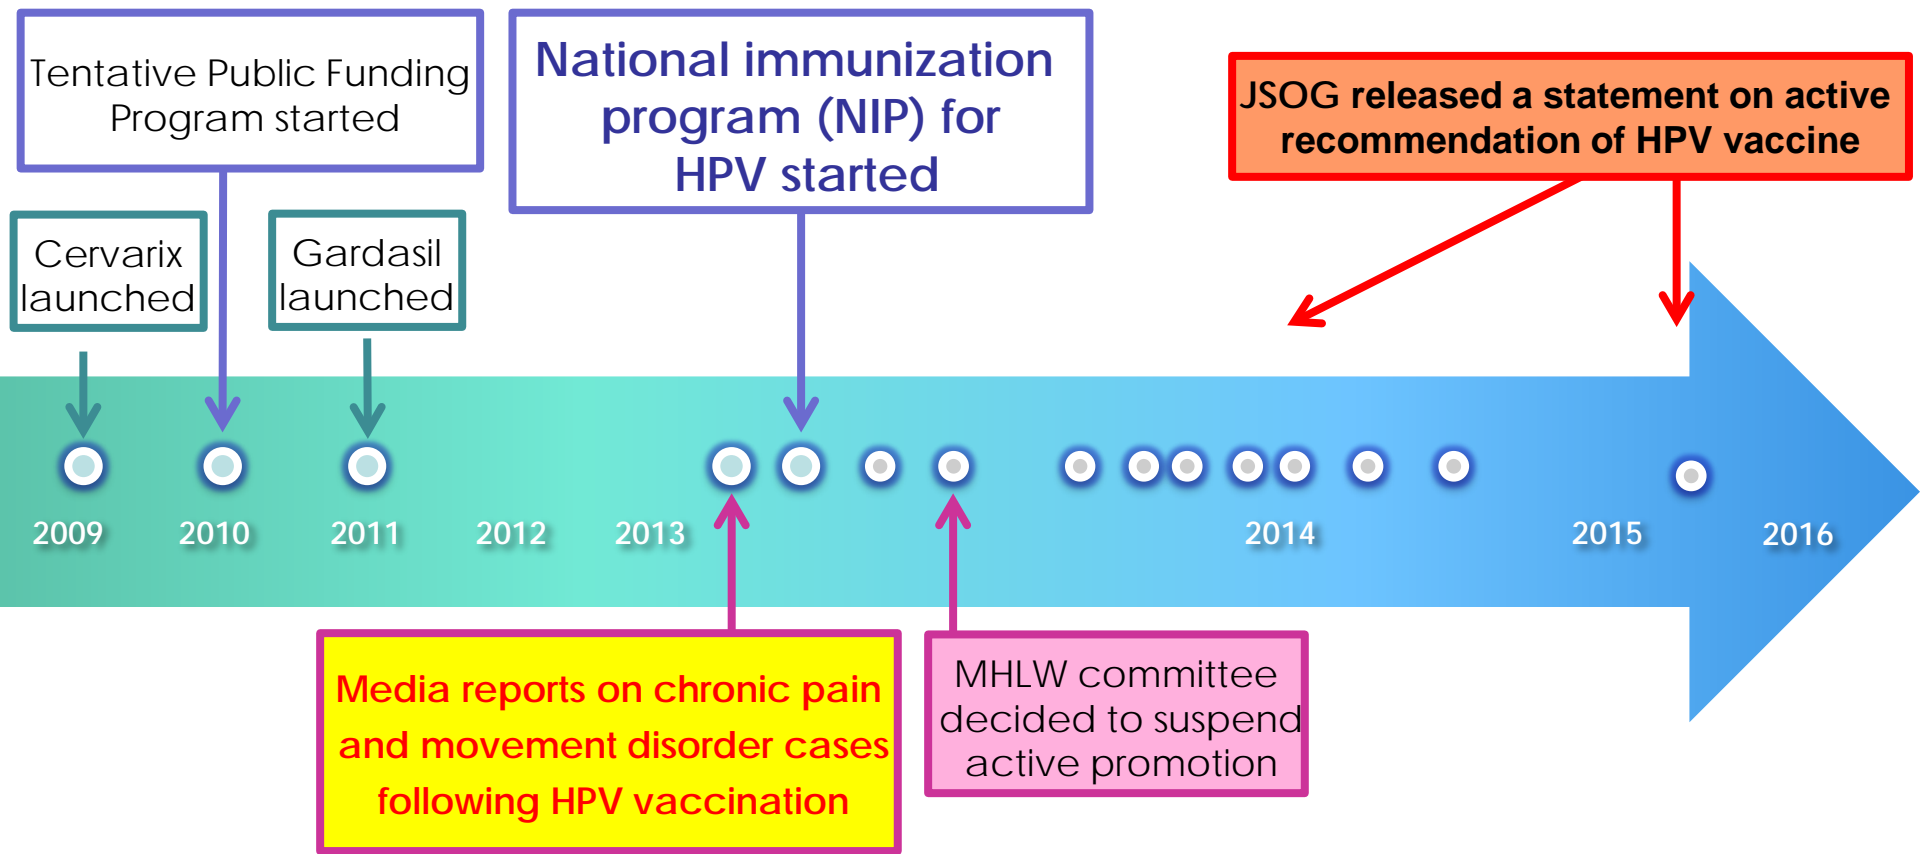 Tentative Public Funding
Program started
National immunization
program (NIP) for
HPV started
JSOG released a statement on active
recommendation of HPV vaccine
Cervarix
launched
Gardasil
launched
2009
2010
2011
2012
2013
2014
2015
2016
Media reports on chronic pain
and movement disorder cases
following HPV vaccination
MHLW committee
decided to suspend
active promotion